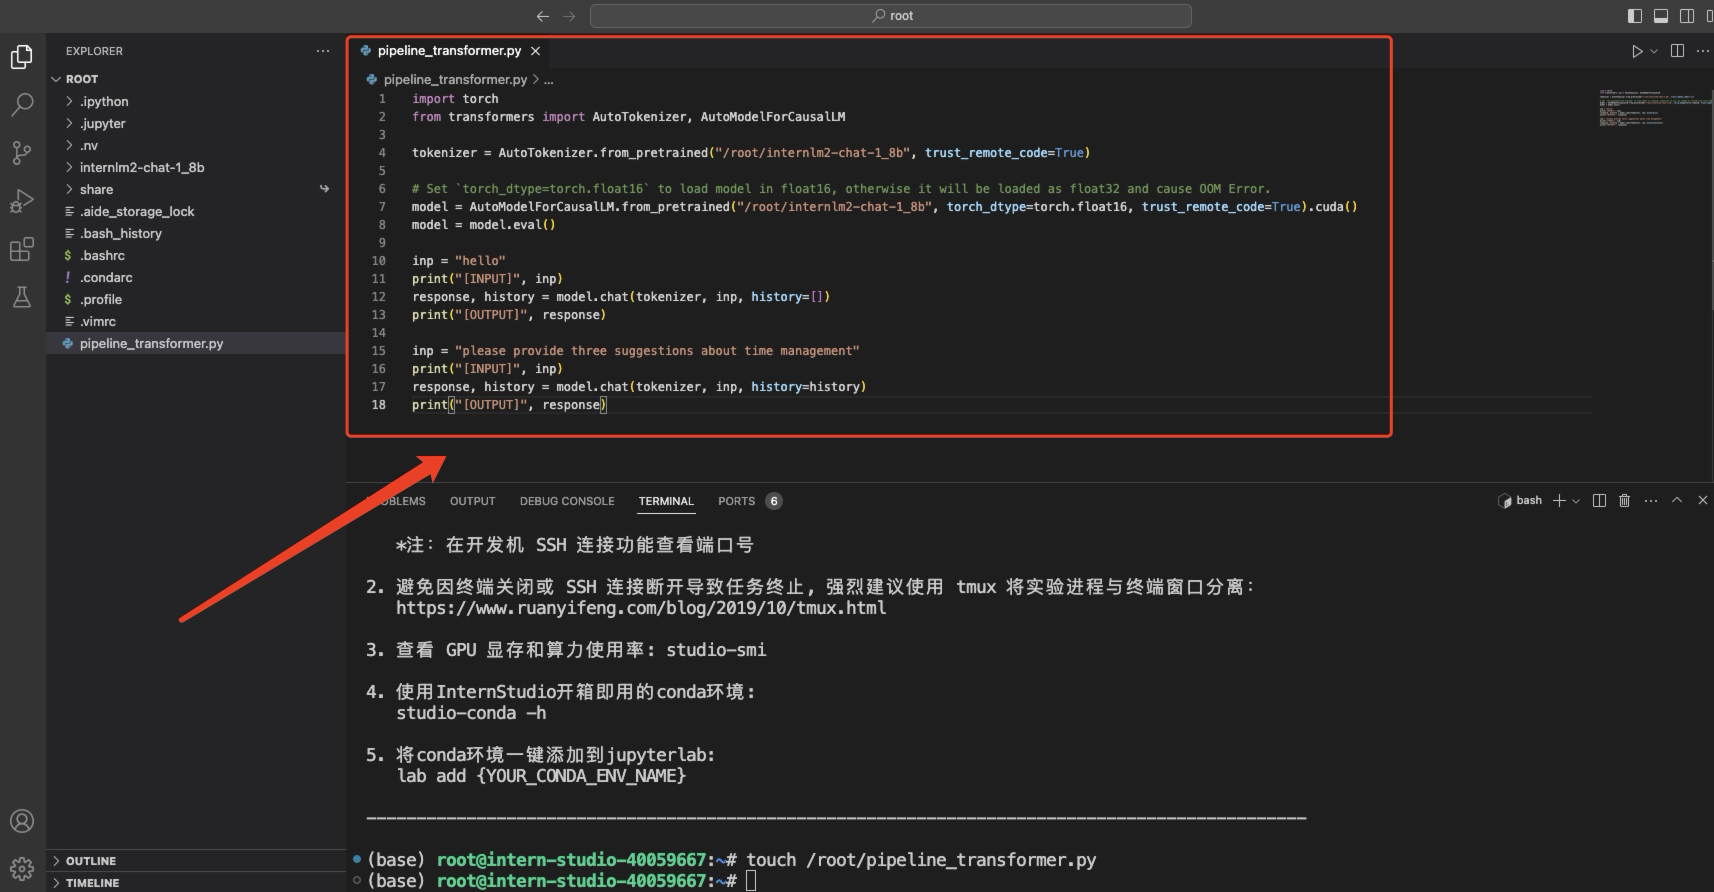 root
EXPLORER
ROOT
.ipython
.jupyter
.nv
internlm2-chat-1_8b
share
.aide_storage_lock
.bash_history
$ .bashrc
! .condarc
$ .profile
.vimrc
pipeline_transformer.py
OUTLINE
TIMELINE
pipeline_transformer.py
pipeline_transformer.py > ...
1 import torch
2 from transformers import AutoTokenizer, AutoModelForCausalLM
3
4 tokenizer = AutoTokenizer.from_pretrained("/root/internlm2-chat-1_8b", trust_remote_code=True)
5
6 # Set `torch_dtype=torch.float16` to load model in float16, otherwise it will be loaded as float32 and cause OOM Error.
7 model = AutoModelForCausalLM.from_pretrained("/root/internlm2-chat-1_8b", torch_dtype=torch.float16, trust_remote_code=True).cuda()
8 model = model.eval()
9
10 inp = "hello"
11 print("[INPUT]", inp)
12 response, history = model.chat(tokenizer, inp, history=[])
13 print("[OUTPUT]", response)
14
15 inp = "please provide three suggestions about time management"
16 print("[INPUT]", inp)
17 response, history = model.chat(tokenizer, inp, history=history)
18 print("[OUTPUT]", response)
OUTPUT DEBUG CONSOLE TERMINAL PORTS 6 bash
*注: 在开发机 SSH 连接功能查看端口号
2. 避免因终端关闭或 SSH 连接断开导致任务终止, 强烈建议使用 tmux 将实验进程与终端窗口分离:
https://www.ruanyifeng.com/blog/2019/10/tmux.html
3. 查看 GPU 显存和算力使用率: studio-smi
4. 使用InternStudio开箱即用的conda环境:
studio-conda -h
5. 将conda环境一键添加到jupyterlab:
lab add {YOUR_CONDA_ENV_NAME}
(base) root@intern-studio-40059667:~# touch /root/pipeline_transformer.py
(base) root@intern-studio-40059667:~#